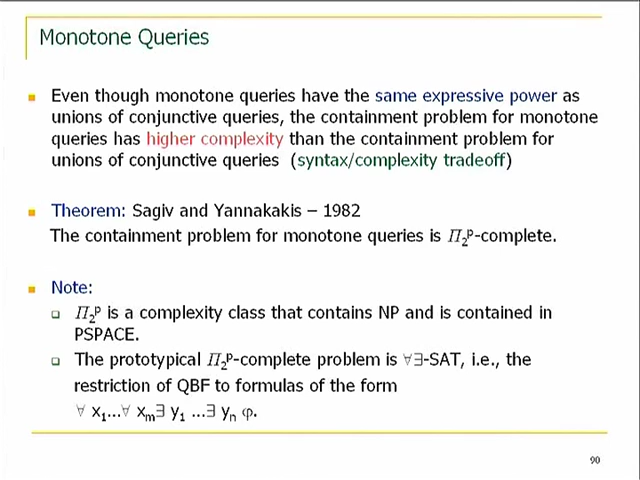 Monotone Queries
Even though monotone queries have the same expressive power as
unions of conjunctive queries, the containment problem for monotone
queries has higher complexity than the containment problem for
unions of conjunctive queries (syntax/complexity tradeoff)
Theorem: Sagiv and Yannakakis – 1982
The containment problem for monotone queries is Π₂ᵖ-complete.
Note:
Π₂ᵖ is a complexity class that contains NP and is contained in
PSPACE.
The prototypical Π₂ᵖ-complete problem is ∀∃-SAT, i.e., the
restriction of QBF to formulas of the form
∀ x₁...∀ xₘ∃ y₁ ...∃ yₙ φ.
90